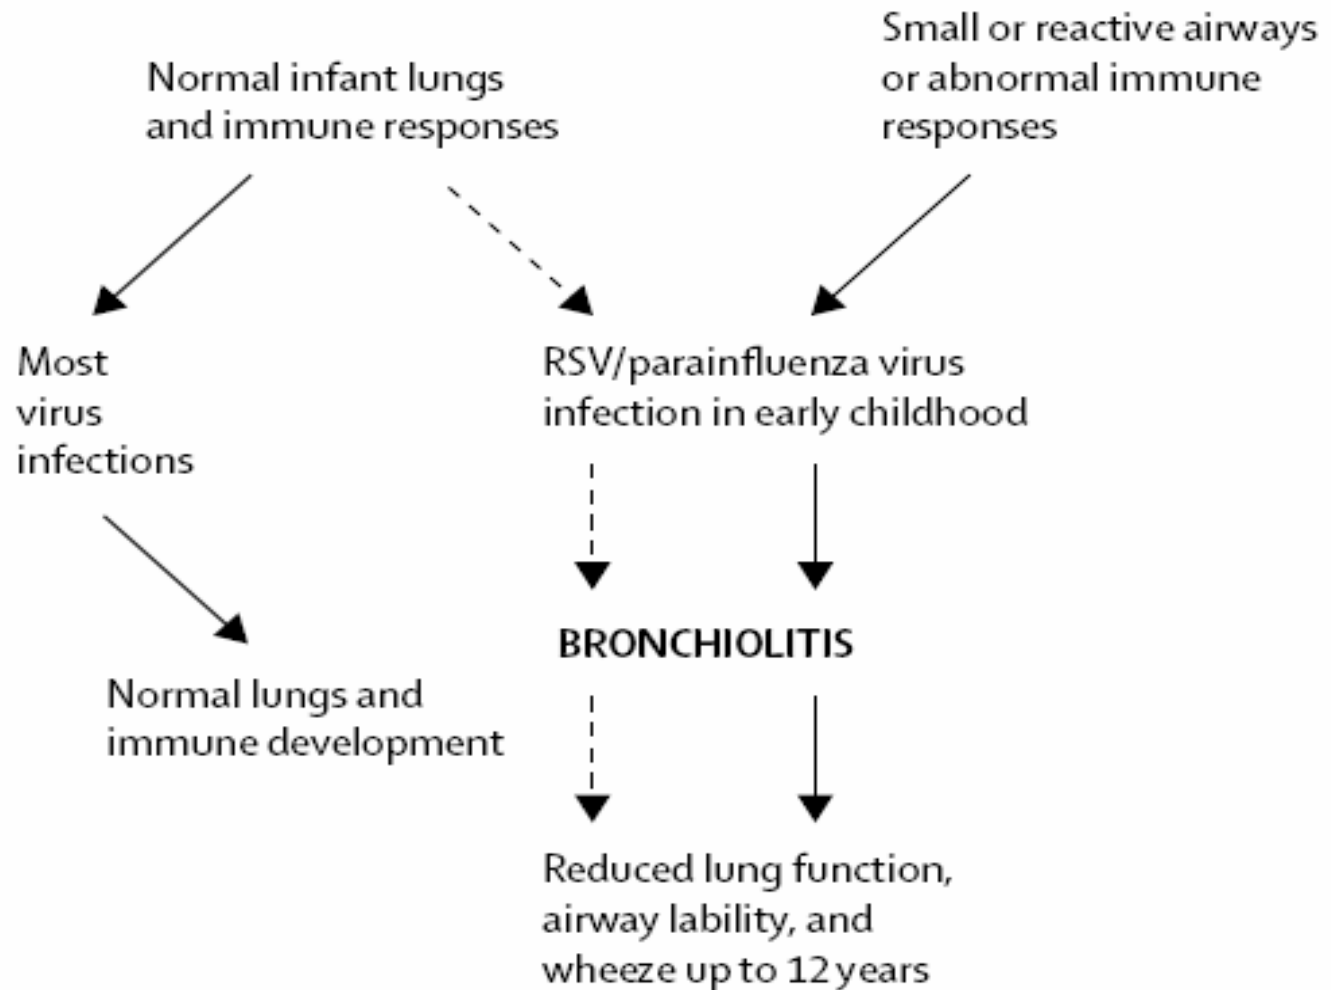 Normal infant lungs
and immune responses
Small or reactive airways
or abnormal immune
responses
Most
virus
infections
RSV/parainfluenza virus
infection in early childhood
BRONCHIOLITIS
Normal lungs and
immune development
Reduced lung function,
airway lability, and
wheeze up to 12 years